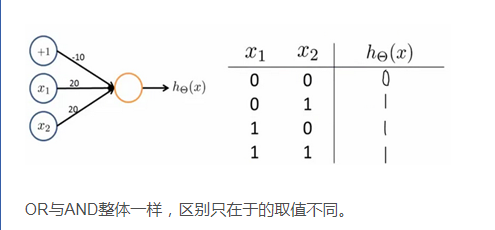 +1
-10
x1
20
hΘ(x)
20
x2
x1 x2 hΘ(x)
0 0 0
0 1 1
1 0 1
1 1 1
OR与AND整体一样，区别只在于的取值不同。